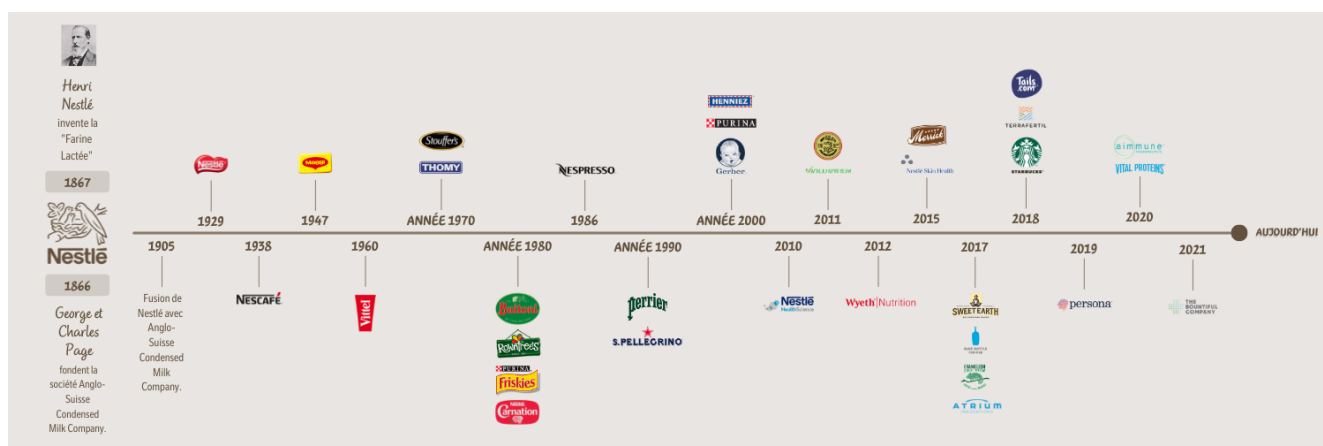 Henri
Nestlé
invente la
"Farine
Lactée"
1867
Nestlé
1866
George et
Charles
Page
fondent la
société Anglo-
Suisse
Condensed
Milk Company.
1905
Fusion de
Nestlé avec
Anglo-
Suisse
Condensed
Milk
Company.
Nestlé
1929
1938
NESCAFÉ
MAGGI
1947
1960
Vittel
Stouffer's
THOMY
ANNÉE 1970
ANNÉE 1980
Buitoni
Rowntree's
PURINA
Friskies
Nestlé
Carnation
NESPRESSO
1986
ANNÉE 1990
perrier
S.PELLEGRINO
HENNIEZ
PURINA
Gerber
ANNÉE 2000
2010
Nestlé
HealthScience
2011
2012
Wyeth Nutrition
Merrick
Nestlé Skin Health
2015
2017
SWEET EARTH
BLUE BOTTLE
COFFEE
ATRIUM
Tails
.com
TERRAFERTIL
STARBUCKS
2018
2019
persona
aimmune
VITAL PROTEINS
2020
2021
THE
BOUNTIFUL
COMPANY
AUJOURD'HUI